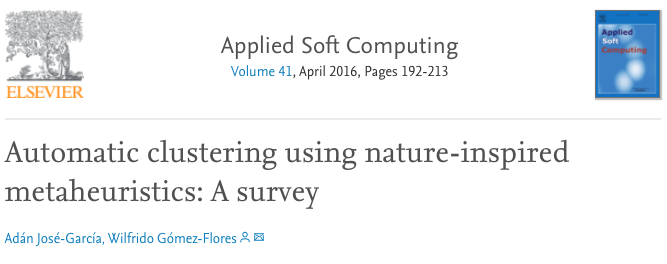 Applied Soft Computing
Volume 41, April 2016, Pages 192-213
ELSEVIER
Applied
Soft
Computing
Automatic clustering using nature-inspired
metaheuristics: A survey
Adán José-García, Wilfrido Gómez-Flores